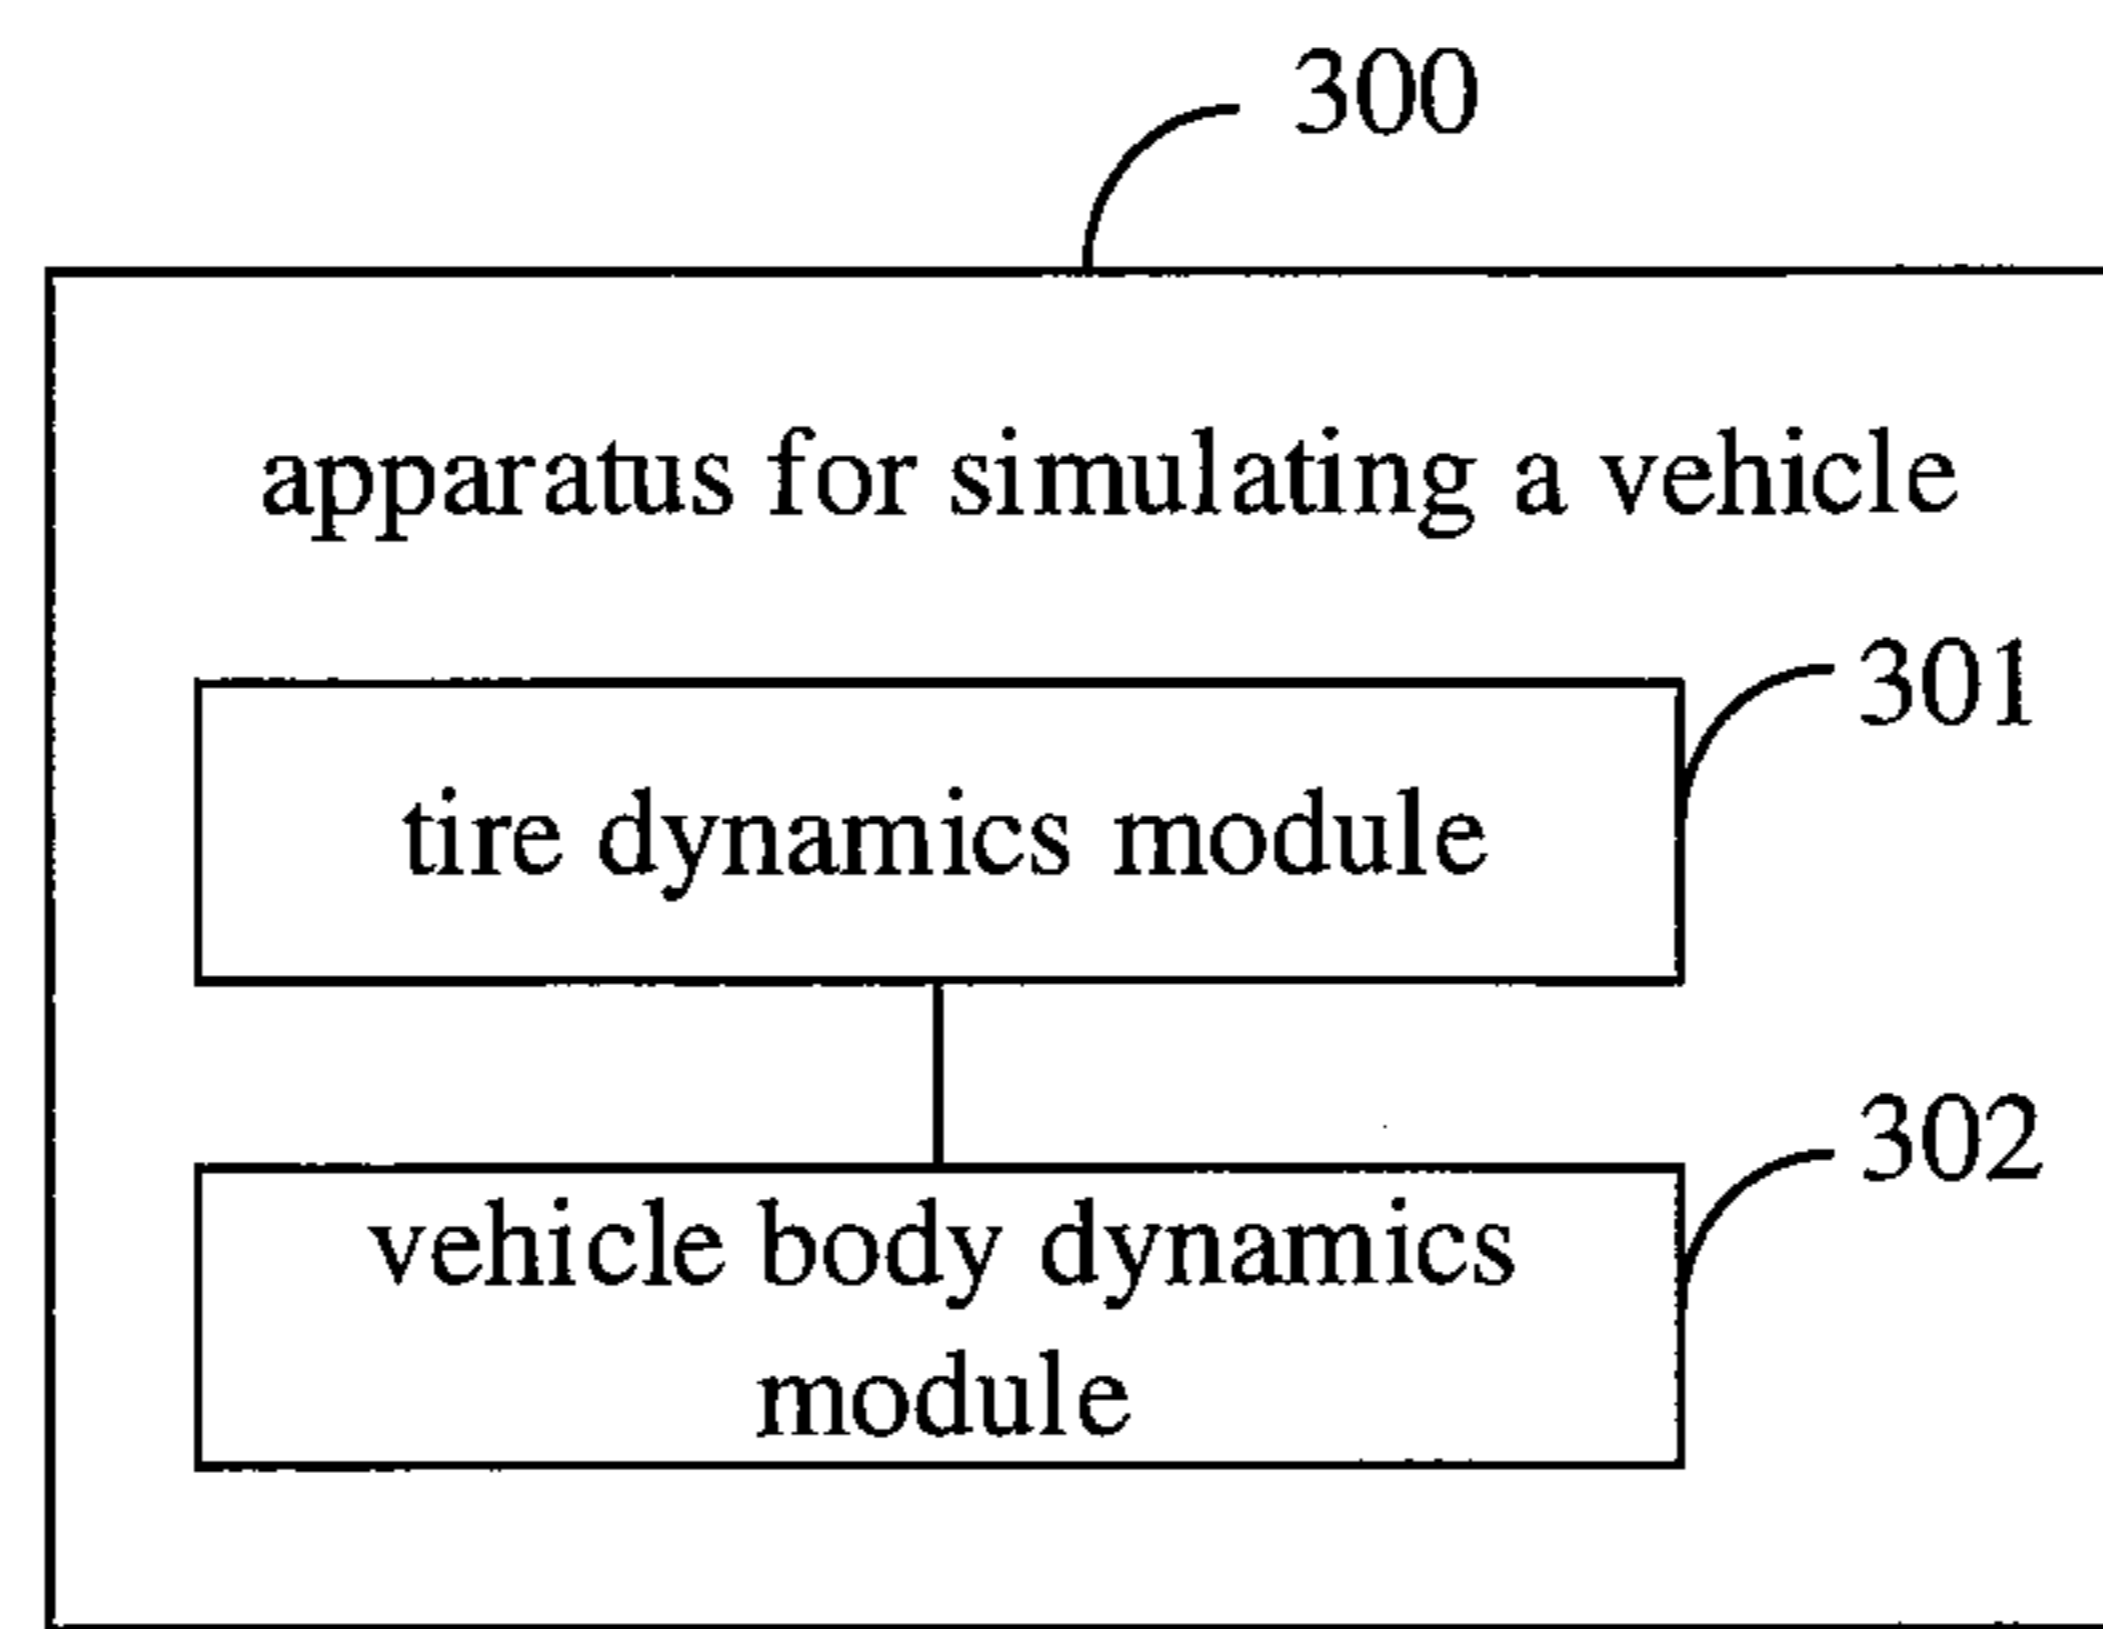 300
apparatus for simulating a vehicle
301
tire dynamics module
302
vehicle body dynamics
module